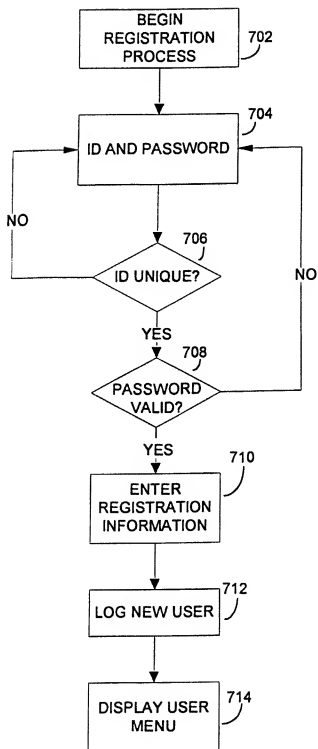 BEGIN
REGISTRATION
PROCESS
702
704
ID AND PASSWORD
NO
706
ID UNIQUE?
NO
YES
708
PASSWORD
VALID?
YES
710
ENTER
REGISTRATION
INFORMATION
712
LOG NEW USER
714
DISPLAY USER
MENU